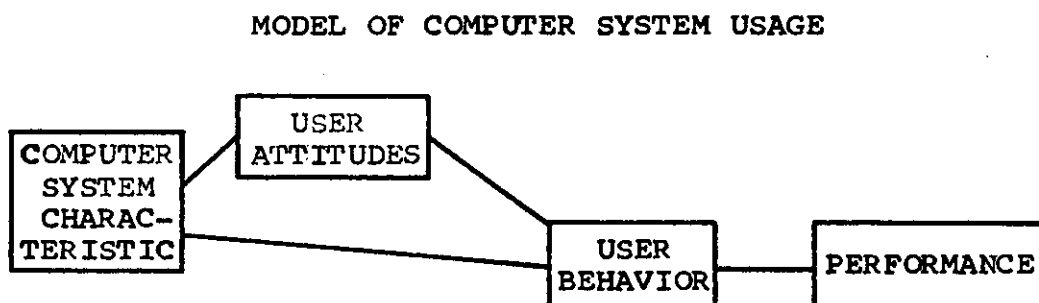 MODEL OF COMPUTER SYSTEM USAGE
USER
ATTITUDES
COMPUTER
SYSTEM
CHARAC-
TERISTIC
USER
BEHAVIOR
PERFORMANCE